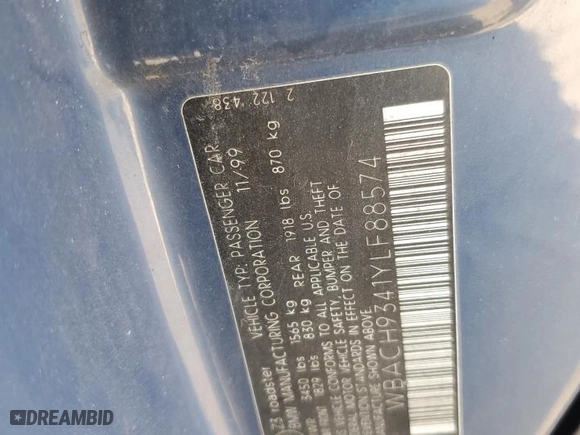 2 122 438
Z3 roadster VEHICLE TYP: PASSENGER CAR
BMW MANUFACTURING CORPORATION 11/99
3450 lbs 1565 kg REAR 1918 lbs 870 kg
1829 lbs 830 kg
TO ALL APPLICABLE U.S.
VEHICLE SAFETY, BUMPER AND THEFT
MOTOR VEHICLE
STANDARDS IN EFFECT ON THE DATE OF
SHOWN ABOVE
WBACH9341YLF88574
DREAMBID